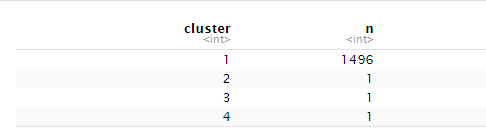 cluster n
<int> <int>
1 1496
2 1
3 1
4 1